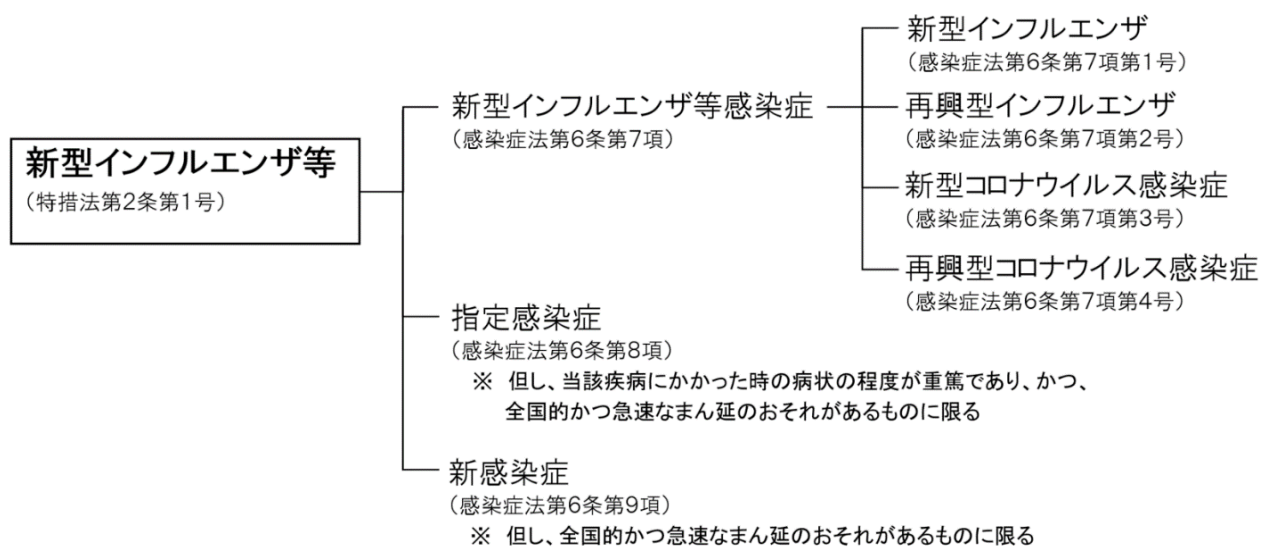 新型インフルエンザ等
（特措法第2条第1号）
新型インフルエンザ等感染症
（感染症法第6条第7項）
新型インフルエンザ
（感染症法第6条第7項第1号）
再興型インフルエンザ
（感染症法第6条第7項第2号）
新型コロナウイルス感染症
（感染症法第6条第7項第3号）
再興型コロナウイルス感染症
（感染症法第6条第7項第4号）
指定感染症
（感染症法第6条第8項）
※ 但し、当該疾病にかかった時の病状の程度が重篤であり、かつ、
全国的かつ急速なまん延のおそれがあるものに限る
新感染症
（感染症法第6条第9項）
※ 但し、全国的かつ急速なまん延のおそれがあるものに限る